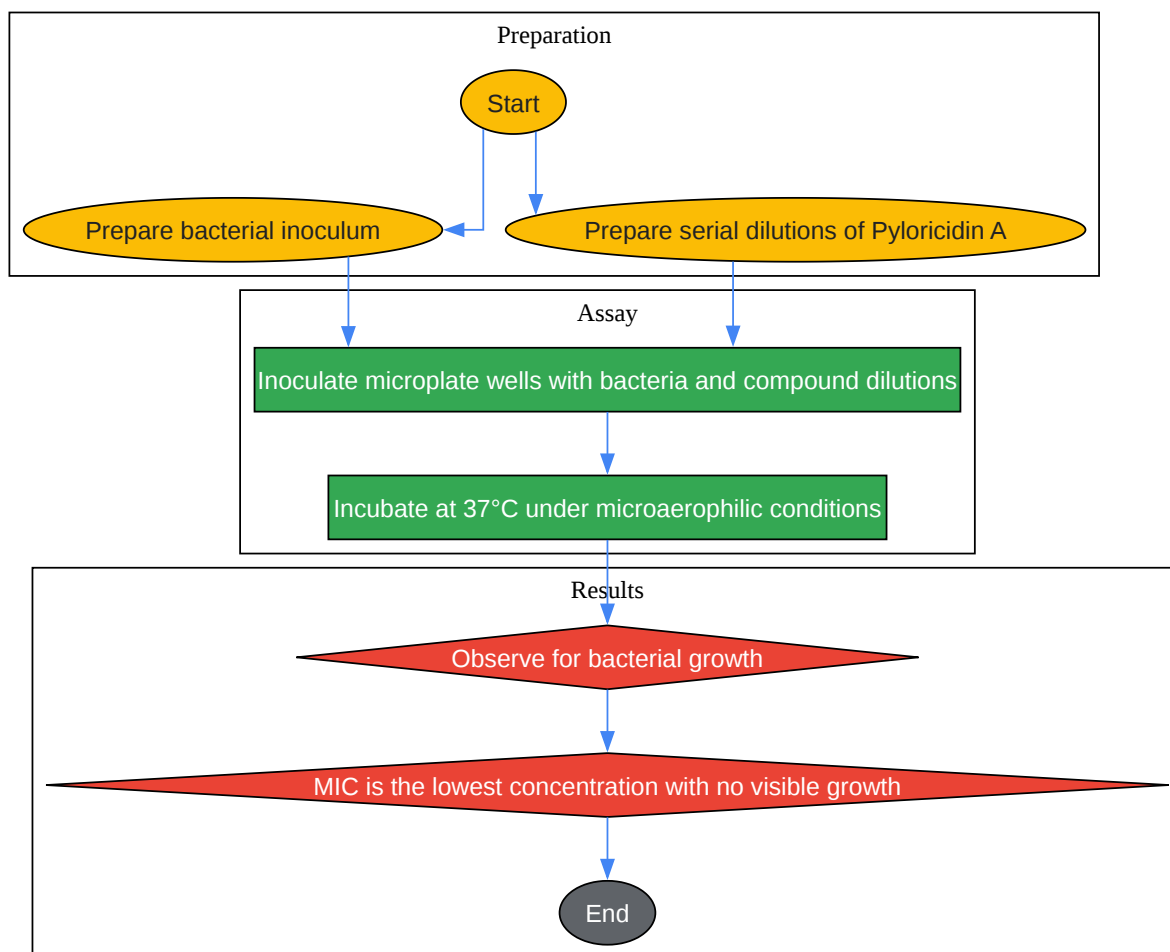 Preparation
Start
Prepare bacterial inoculum
Prepare serial dilutions of Pyloricidin A
Assay
Inoculate microplate wells with bacteria and compound dilutions
Incubate at 37°C under microaerophilic conditions
Results
Observe for bacterial growth
MIC is the lowest concentration with no visible growth
End